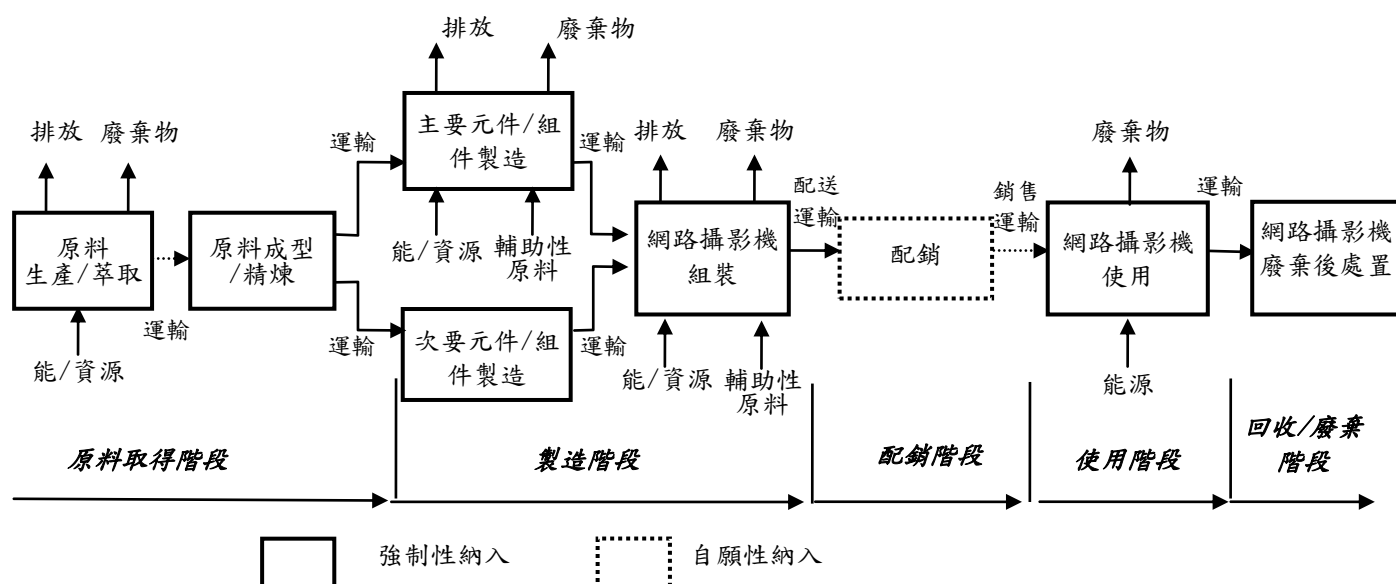 排放
廢棄物
主要元件/組
件製造
能/資源
輔助性
原料
排放
廢棄物
原料
生產/萃取
能/資源
運輸
原料成型
/精煉
運輸
運輸
次要元件/組
件製造
運輸
運輸
排放
廢棄物
網路攝影機
組裝
能/資源
輔助性
原料
配送
運輸
配銷
銷售
運輸
廢棄物
網路攝影機
使用
能源
運輸
網路攝影機
廢棄後處置
原料取得階段
製造階段
配銷階段
使用階段
回收/廢棄
階段
強制性納入
自願性納入